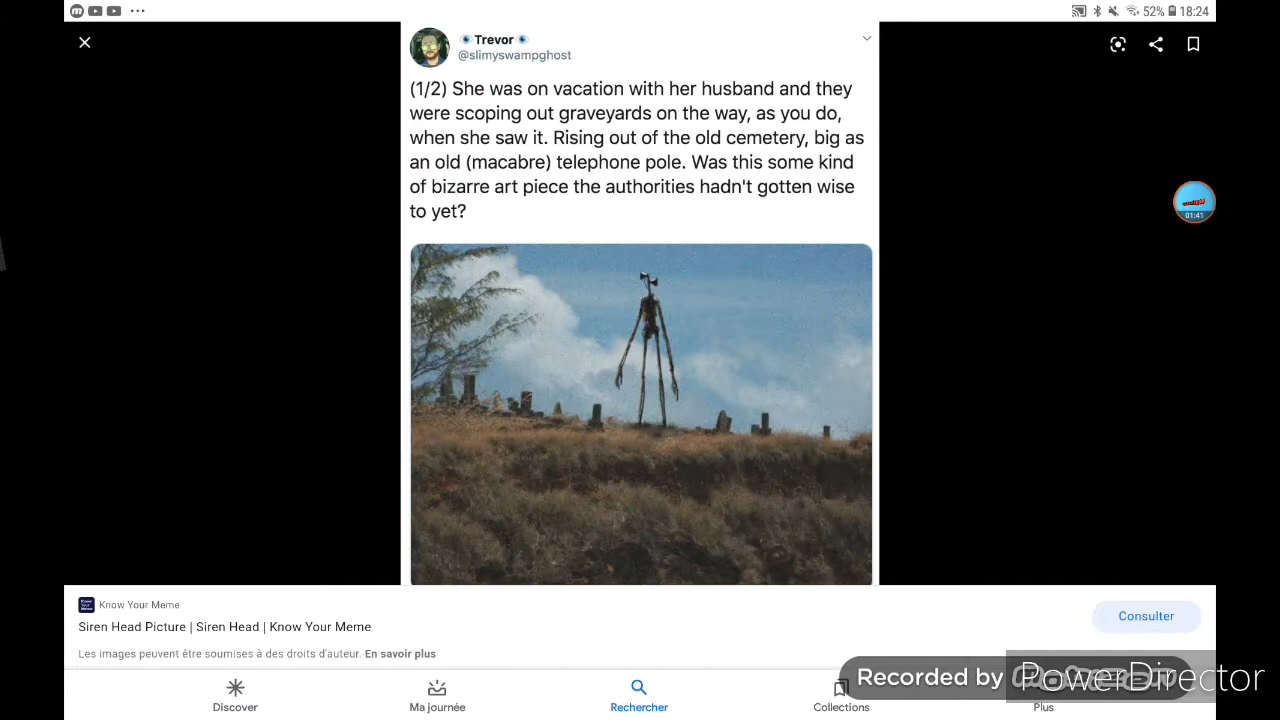 52% 18:24
Trevor
@slimyswampghost
(1/2) She was on vacation with her husband and they
were scoping out graveyards on the way, as you do,
when she saw it. Rising out of the old cemetery, big as
an old (macabre) telephone pole. Was this some kind
of bizarre art piece the authorities hadn't gotten wise
to yet?
01:41
Know Your Meme
Siren Head Picture | Siren Head | Know Your Meme
Consulter
Les images peuvent être soumises à des droits d'auteur. En savoir plus
Recorded by
PowerDirector
Discover
Ma journée
Rechercher
Collections
Plus